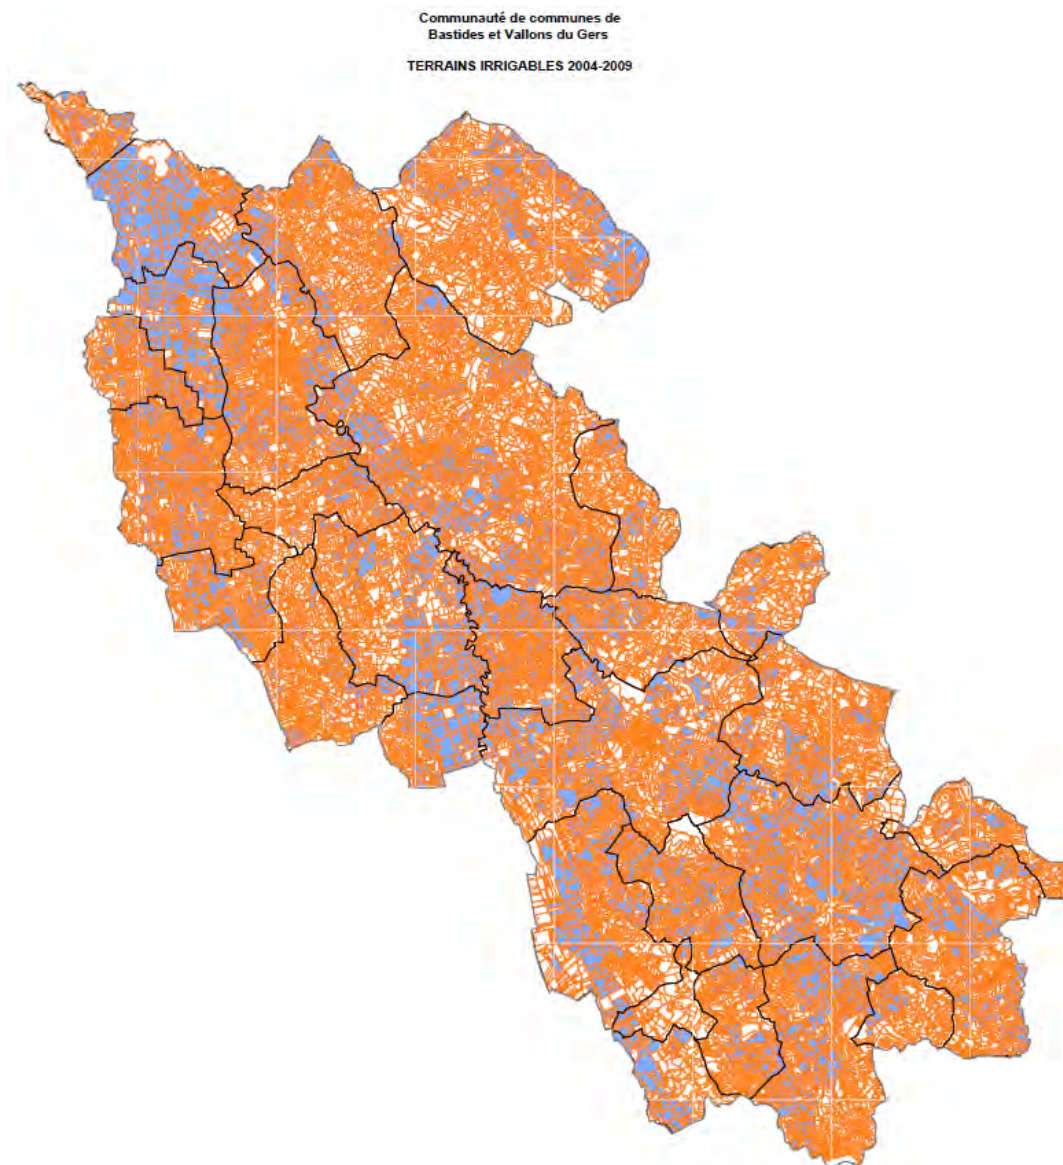 Communauté de communes de
Bastides et Vallons du Gers
TERRAINS IRRIGABLES 2004-2009